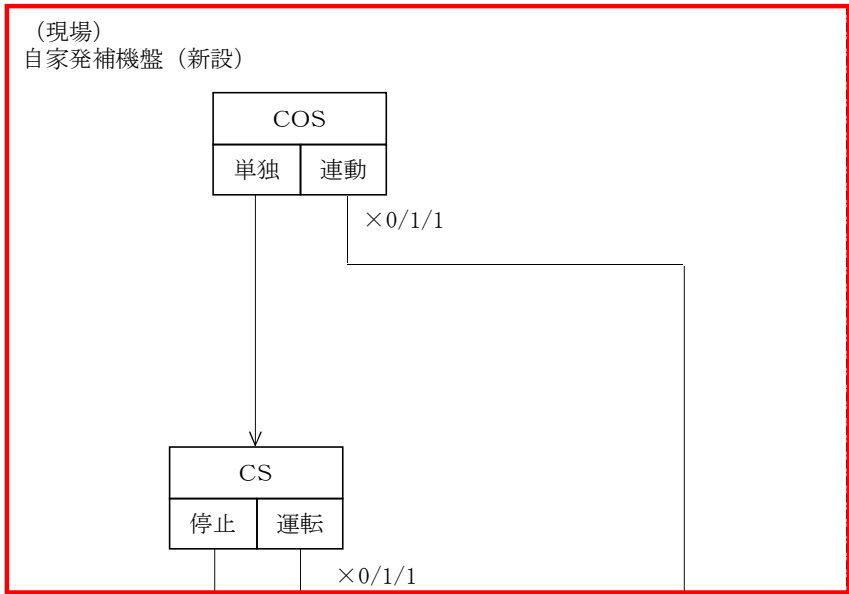 （現場）
自家発補機盤（新設）
COS
単独 連動
×0/1/1
CS
停止 運転
×0/1/1